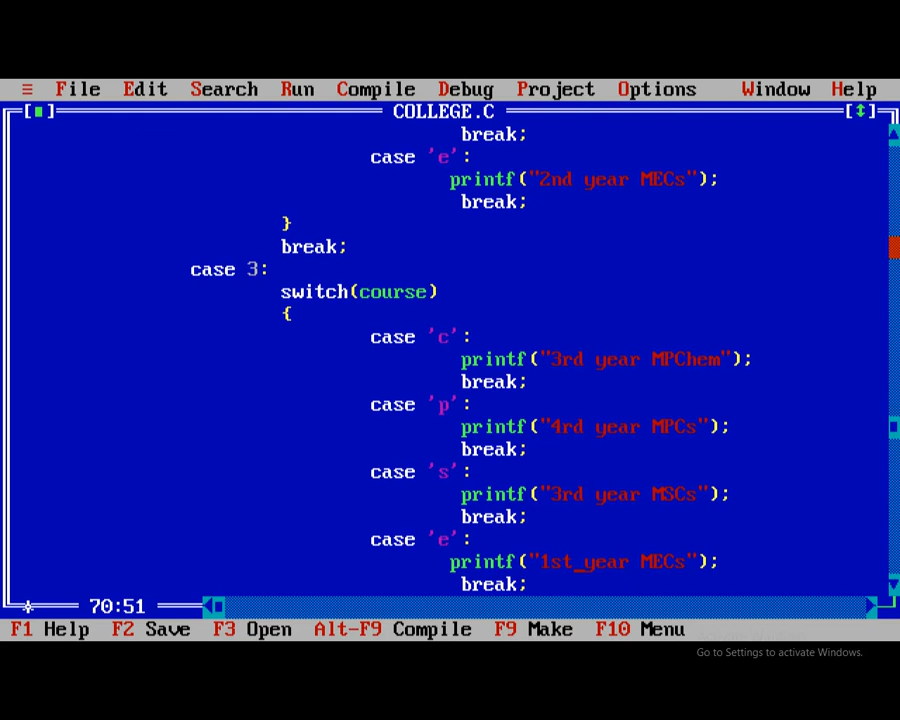 ≡ File Edit Search Run Compile Debug Project Options Window Help
[■] COLLEGE.C [↕]
break;
case 'e':
printf("2nd year MECs");
break;
}
break;
case 3:
switch(course)
{
case 'c':
printf("3rd year MPChem");
break;
case 'p':
printf("4rd year MPCs");
break;
case 's':
printf("3rd year MSCs");
break;
case 'e':
printf("1st_year MECs");
break;
70:51
F1 Help F2 Save F3 Open Alt-F9 Compile F9 Make F10 Menu
Go to Settings to activate Windows.